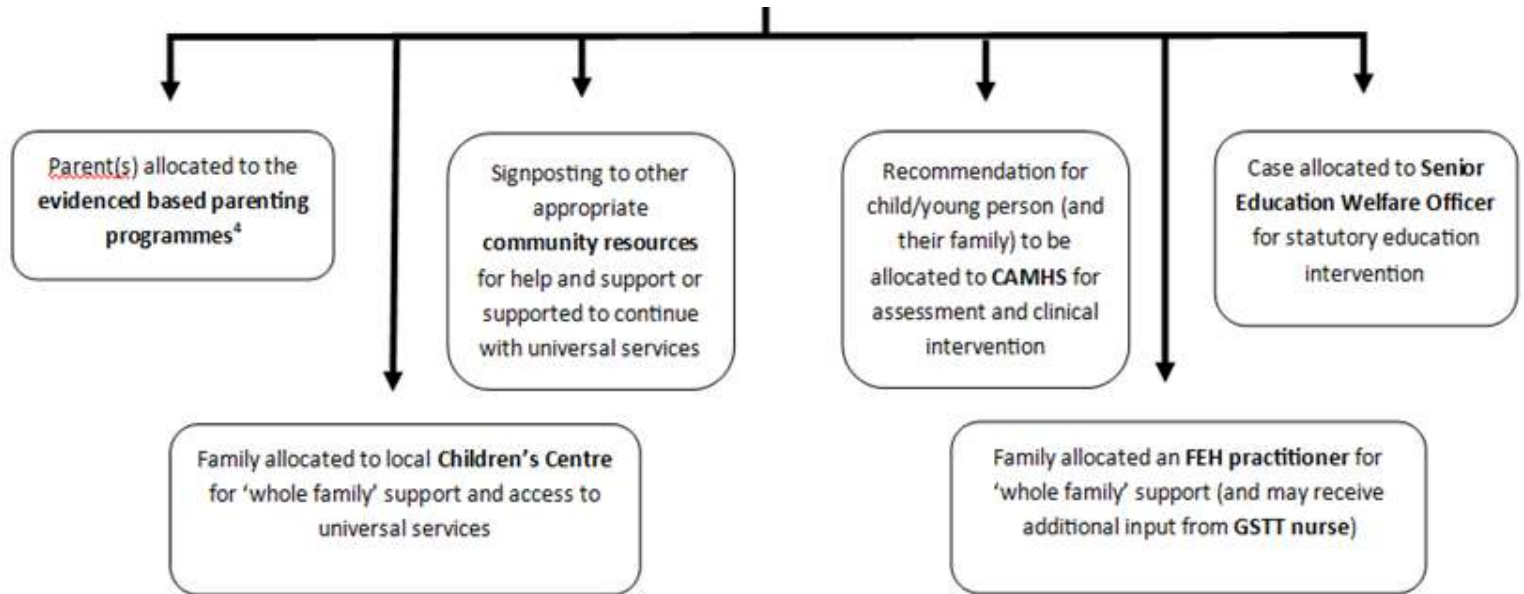 Parent(s) allocated to the
evidenced based parenting
programmes⁴
Signposting to other
appropriate
community resources
for help and support or
supported to continue
with universal services
Recommendation for
child/young person (and
their family) to be
allocated to CAMHS for
assessment and clinical
intervention
Case allocated to Senior
Education Welfare Officer
for statutory education
intervention
Family allocated to local Children’s Centre
for ‘whole family’ support and access to
universal services
Family allocated an FEH practitioner for
‘whole family’ support (and may receive
additional input from GSTT nurse)